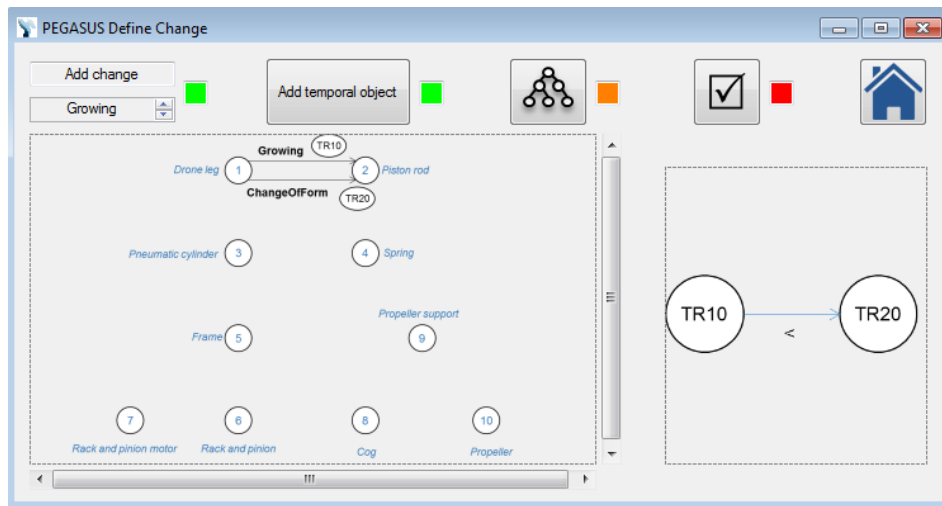 PEGASUS Define Change
Add change
Growing
Add temporal object
Growing TR10
Drone leg 1 2 Piston rod
ChangeOfForm TR20
Pneumatic cylinder 3 4 Spring
Propeller support
Frame 5 9
7 6 8 10
Rack and pinion motor Rack and pinion Cog Propeller
TR10 TR20
<